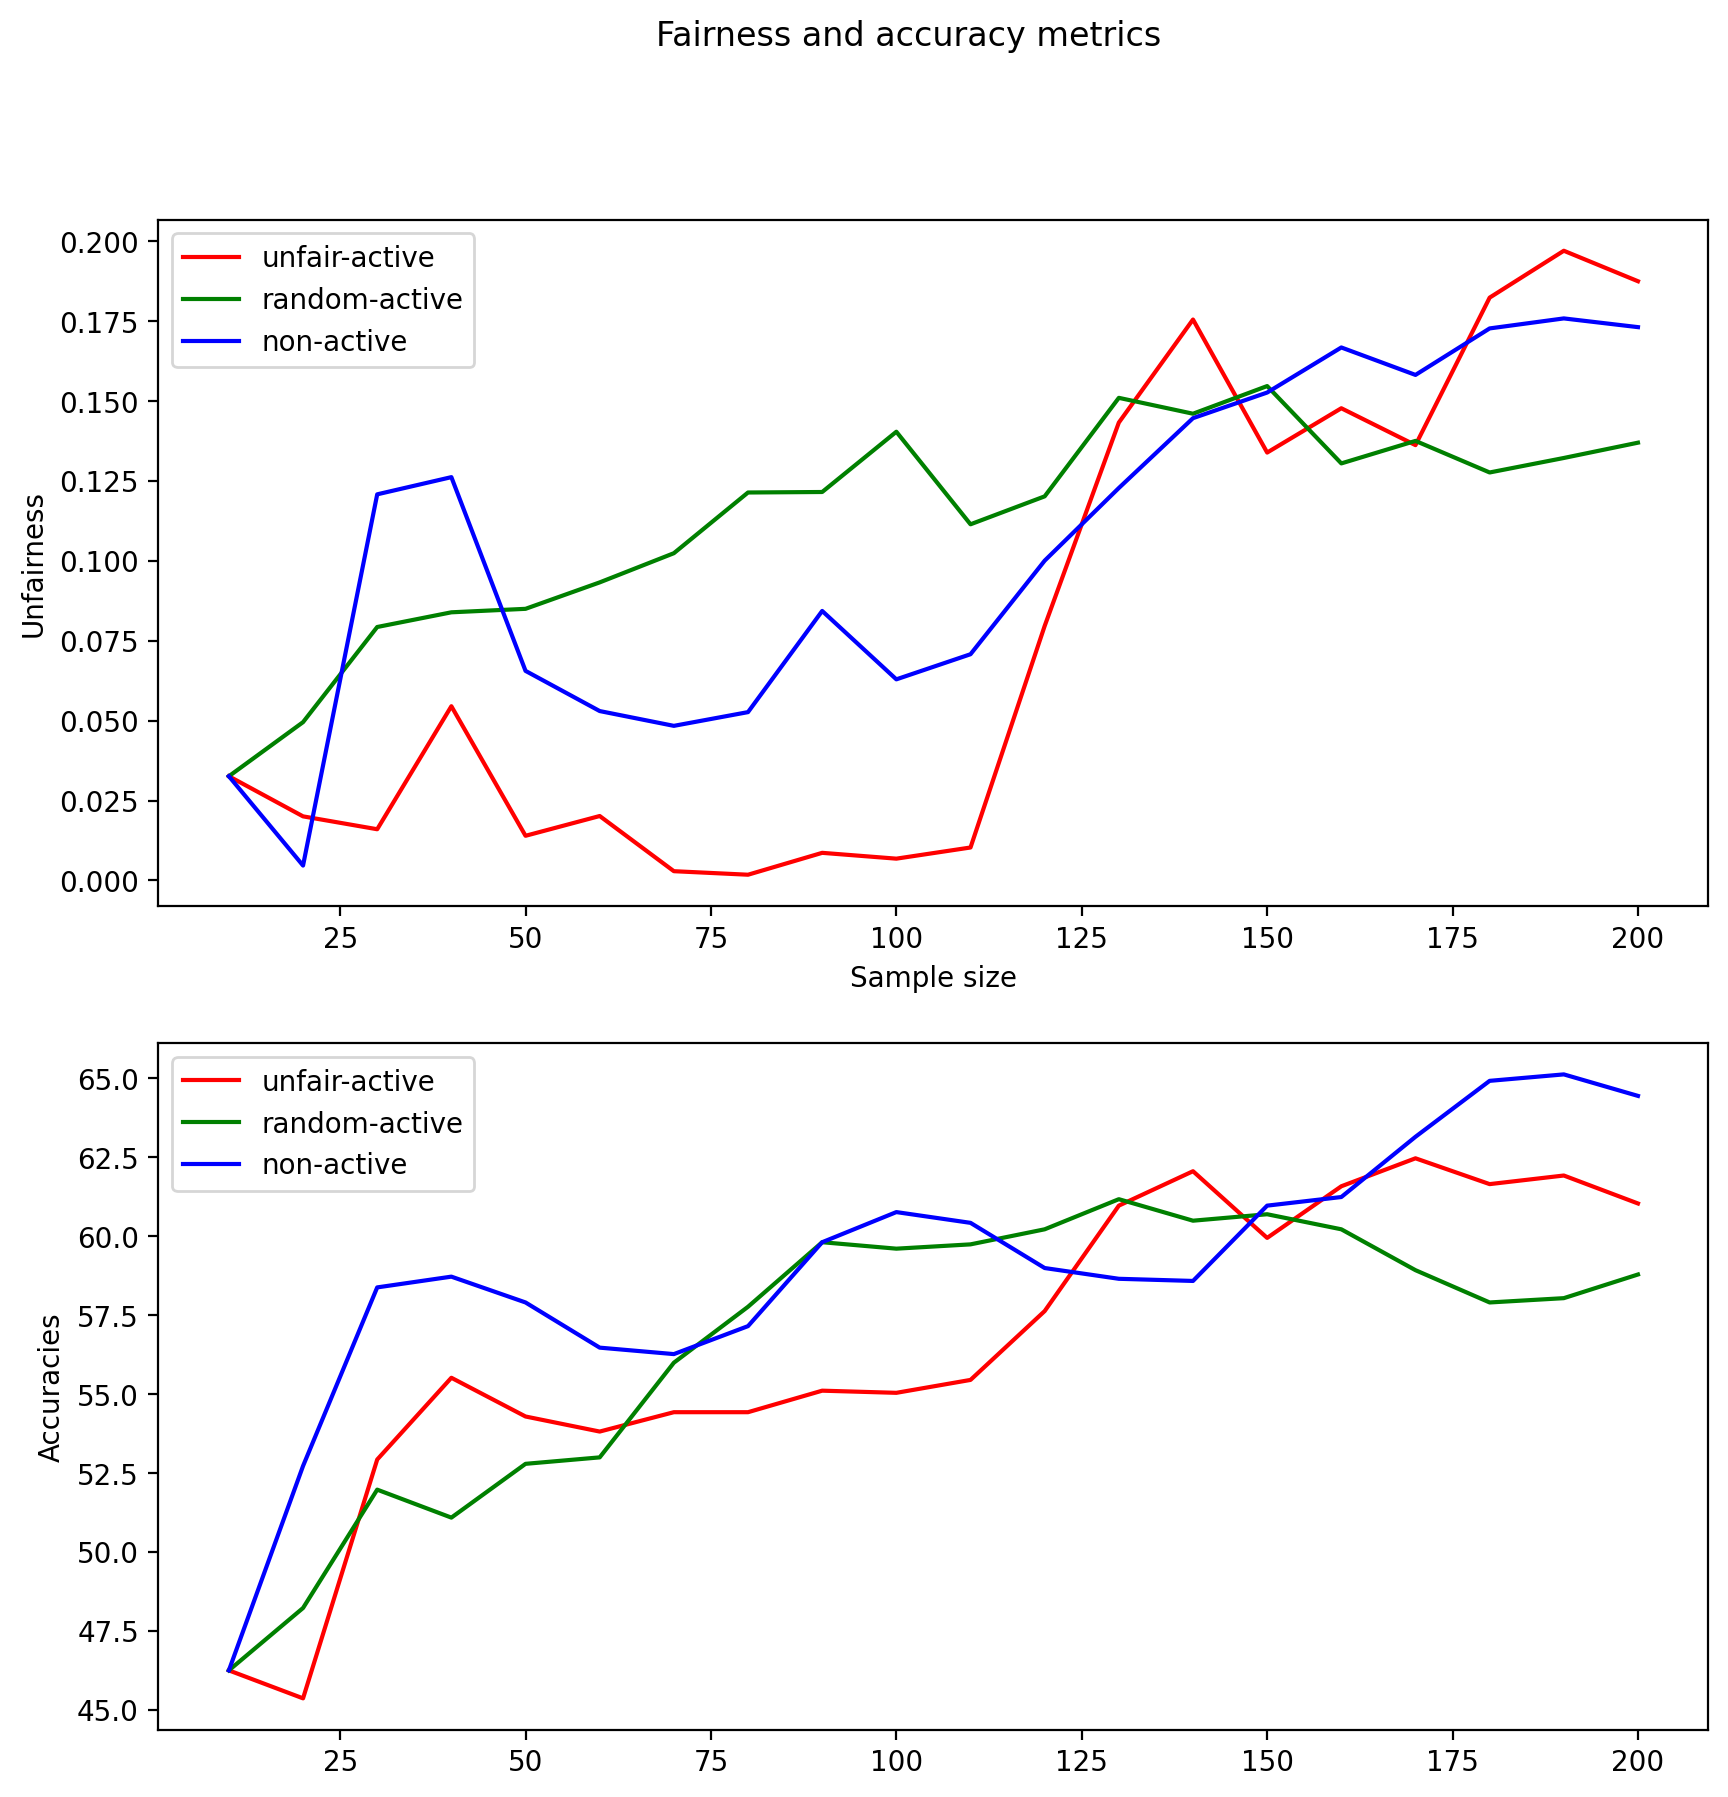 Fairness and accuracy metrics
0.200
0.175
0.150
0.125
0.100
0.075
0.050
0.025
0.000
Unfairness
unfair-active
random-active
non-active
25 50 75 100 125 150 175 200
Sample size
65.0
62.5
60.0
57.5
55.0
52.5
50.0
47.5
45.0
Accuracies
unfair-active
random-active
non-active
25 50 75 100 125 150 175 200